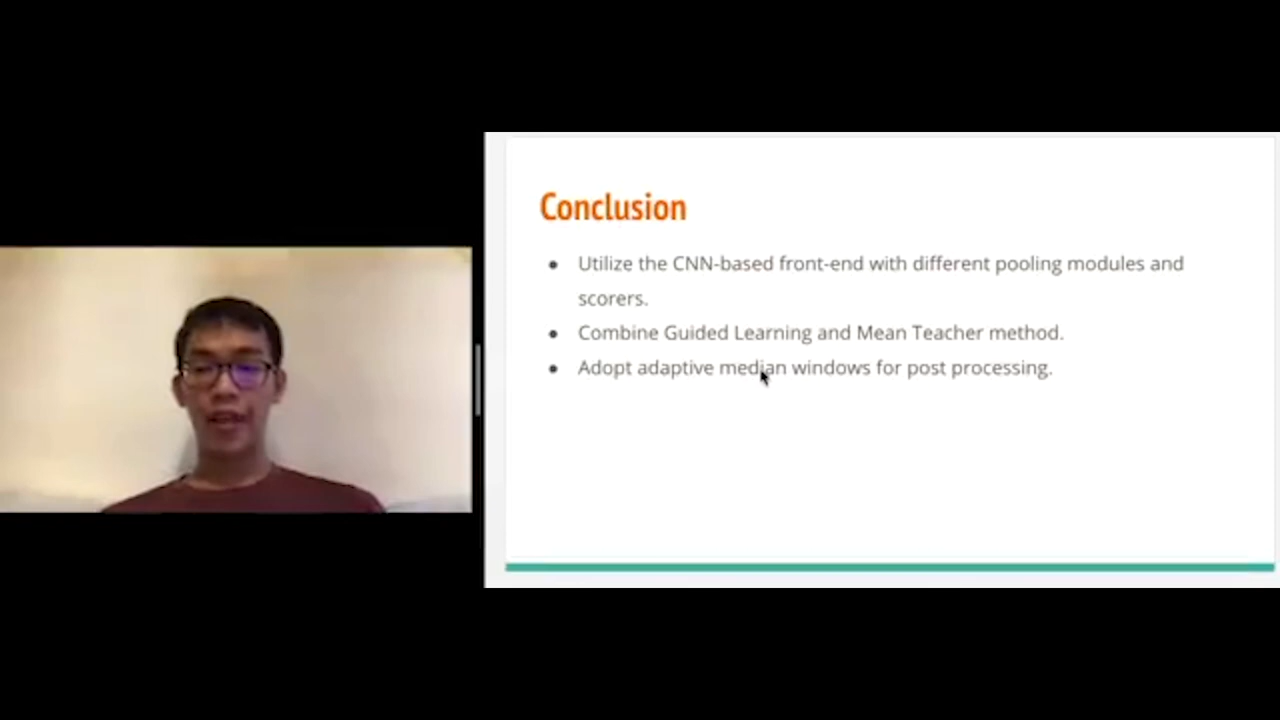 Conclusion
● Utilize the CNN-based front-end with different pooling modules and
scorers.
● Combine Guided Learning and Mean Teacher method.
● Adopt adaptive median windows for post processing.